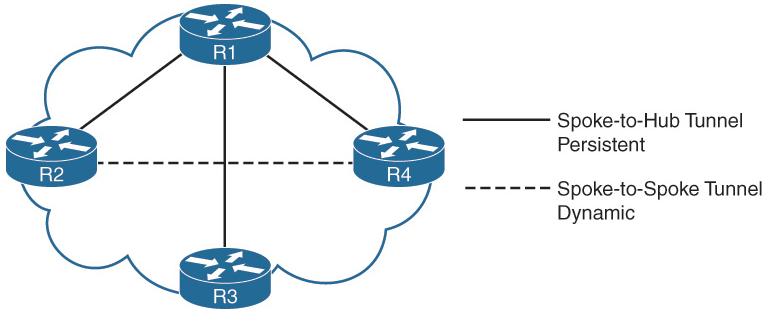 R1
R2
R4
R3
Spoke-to-Hub Tunnel
Persistent
Spoke-to-Spoke Tunnel
Dynamic